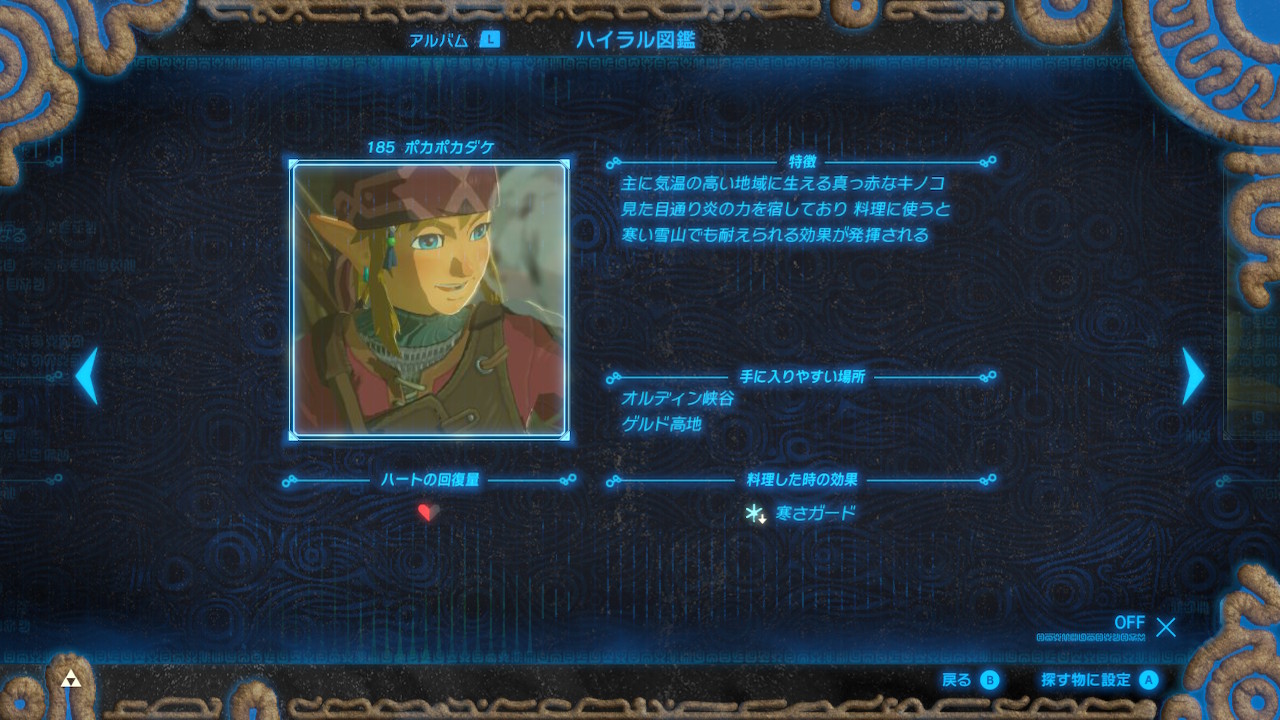 アルバム L
ハイラル図鑑
185 ポカポカダケ
特徴
主に気温の高い地域に生える真っ赤なキノコ
見た目通り炎の力を宿しており 料理に使うと
寒い雪山でも耐えられる効果が発揮される
手に入りやすい場所
オルディン峡谷
ゲルド高地
ハートの回復量
料理した時の効果
寒さガード
OFF
戻る B
探す物に設定 A